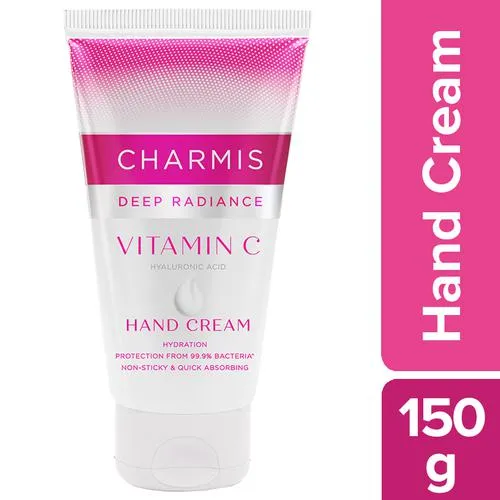 CHARMIS
DEEP RADIANCE
VITAMIN C
HYALURONIC ACID
HAND CREAM
HYDRATION
PROTECTION FROM 99.9% BACTERIA*
NON-STICKY & QUICK ABSORBING
Hand Cream
150
g